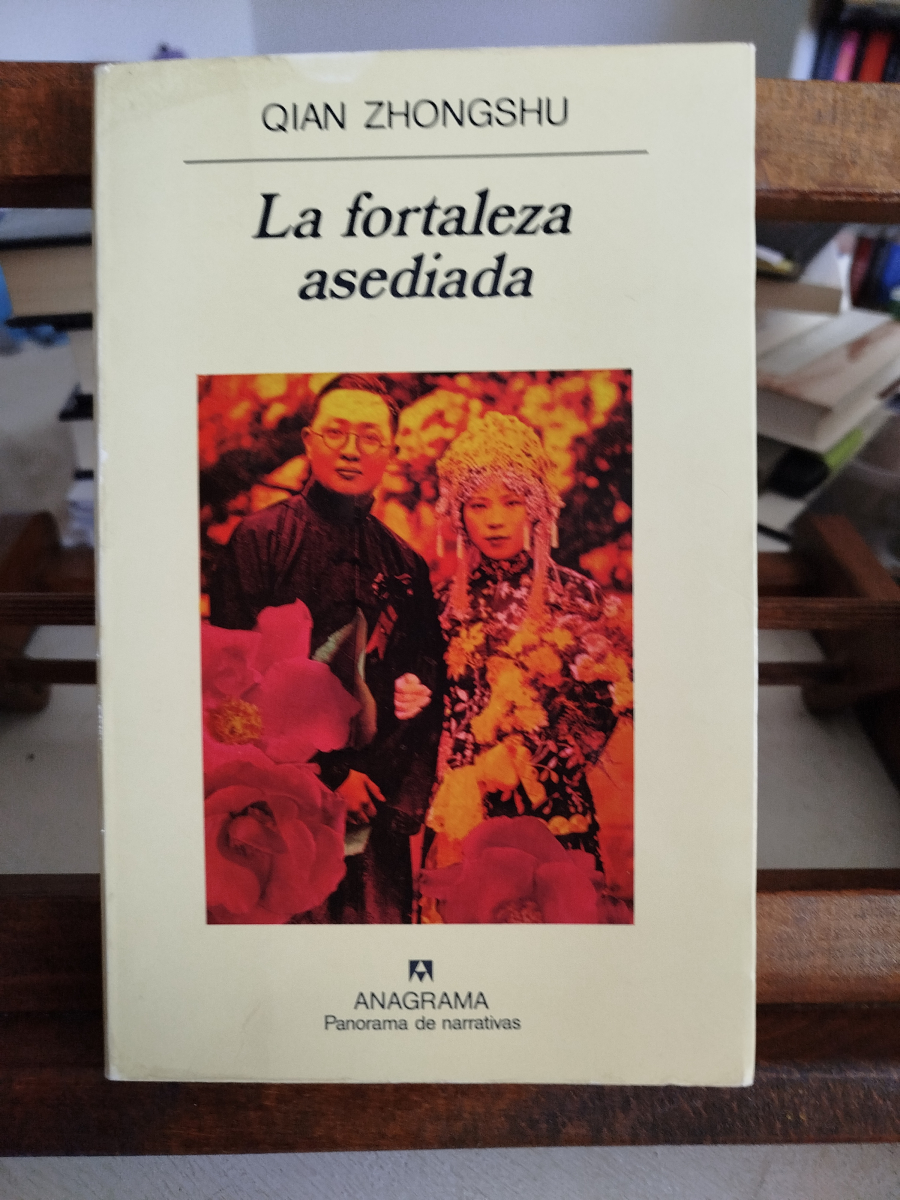 QIAN ZHONGSHU
La fortaleza
asediada
ANAGRAMA
Panorama de narrativas